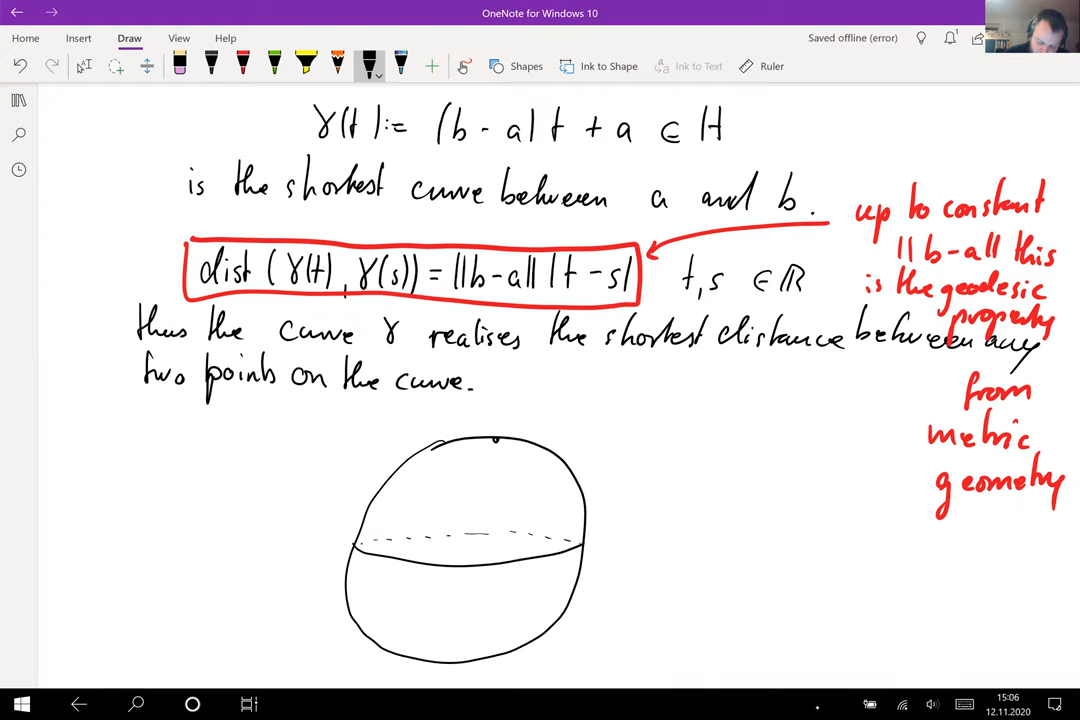 OneNote for Windows 10
Home Insert Draw View Help
Saved offline (error)
Shapes Ink to Shape Ink to Text Ruler
γ(t) := (b - a) t + a ∈ H
is the shortest curve between a and b.
dist (γ(t), γ(s)) = ||b-a|| |t - s| t, s ∈ ℝ
thus the curve γ realises the shortest distance between any
two points on the curve.
up to constant
||b-a|| this
is the geodesic
property
from
metric
geometry
15:06
12.11.2020